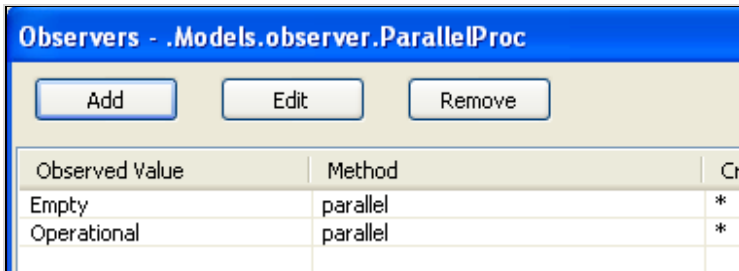 Observers - .Models.observer.ParallelProc
Add Edit Remove
Observed Value Method
Empty parallel *
Operational parallel *